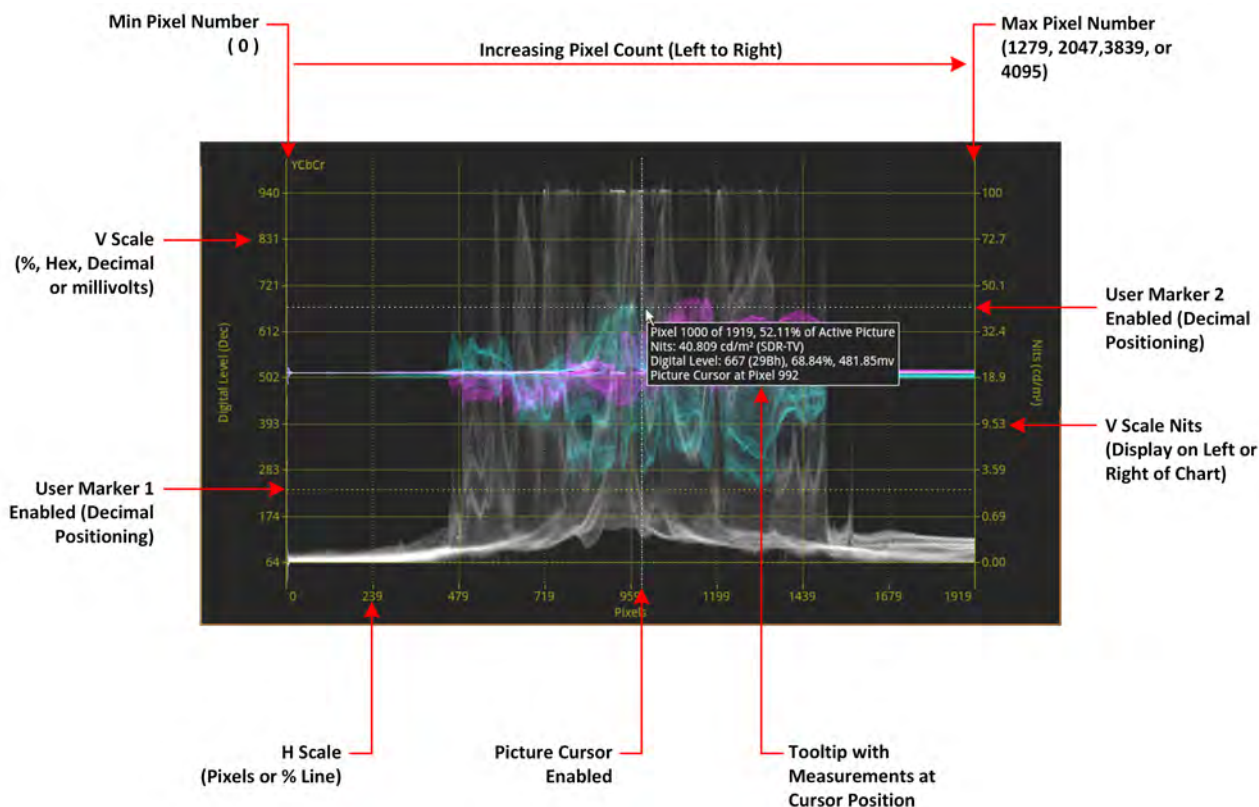 Min Pixel Number
( 0 )
Increasing Pixel Count (Left to Right)
Max Pixel Number
(1279, 2047,3839, or
4095)
YCbCr
940
831
721
612
502
393
283
174
64
Digital Level (Dec)
100
72.7
50.1
32.4
18.9
9.53
3.59
0.69
0.00
Nits (cd/m²)
V Scale
(%, Hex, Decimal
or millivolts)
User Marker 2
Enabled (Decimal
Positioning)
Pixel 1000 of 1919, 52.11% of Active Picture
Nits: 40.809 cd/m² (SDR-TV)
Digital Level: 667 (29Bh), 68.84%, 481.85mv
Picture Cursor at Pixel 992
V Scale Nits
(Display on Left or
Right of Chart)
User Marker 1
Enabled (Decimal
Positioning)
0 239 479 719 959 1199 1439 1679 1919
Pixels
H Scale
(Pixels or % Line)
Picture Cursor
Enabled
Tooltip with
Measurements at
Cursor Position